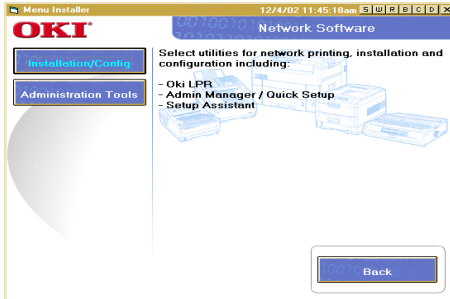 Menu Installer 12/4/02 11:45:18am S U R B C D X
OKI
Network Software
Installation/Config
Administration Tools
Select utilities for network printing, installation and
configuration including:
- Oki LPR
- Admin Manager / Quick Setup
- Setup Assistant
Back